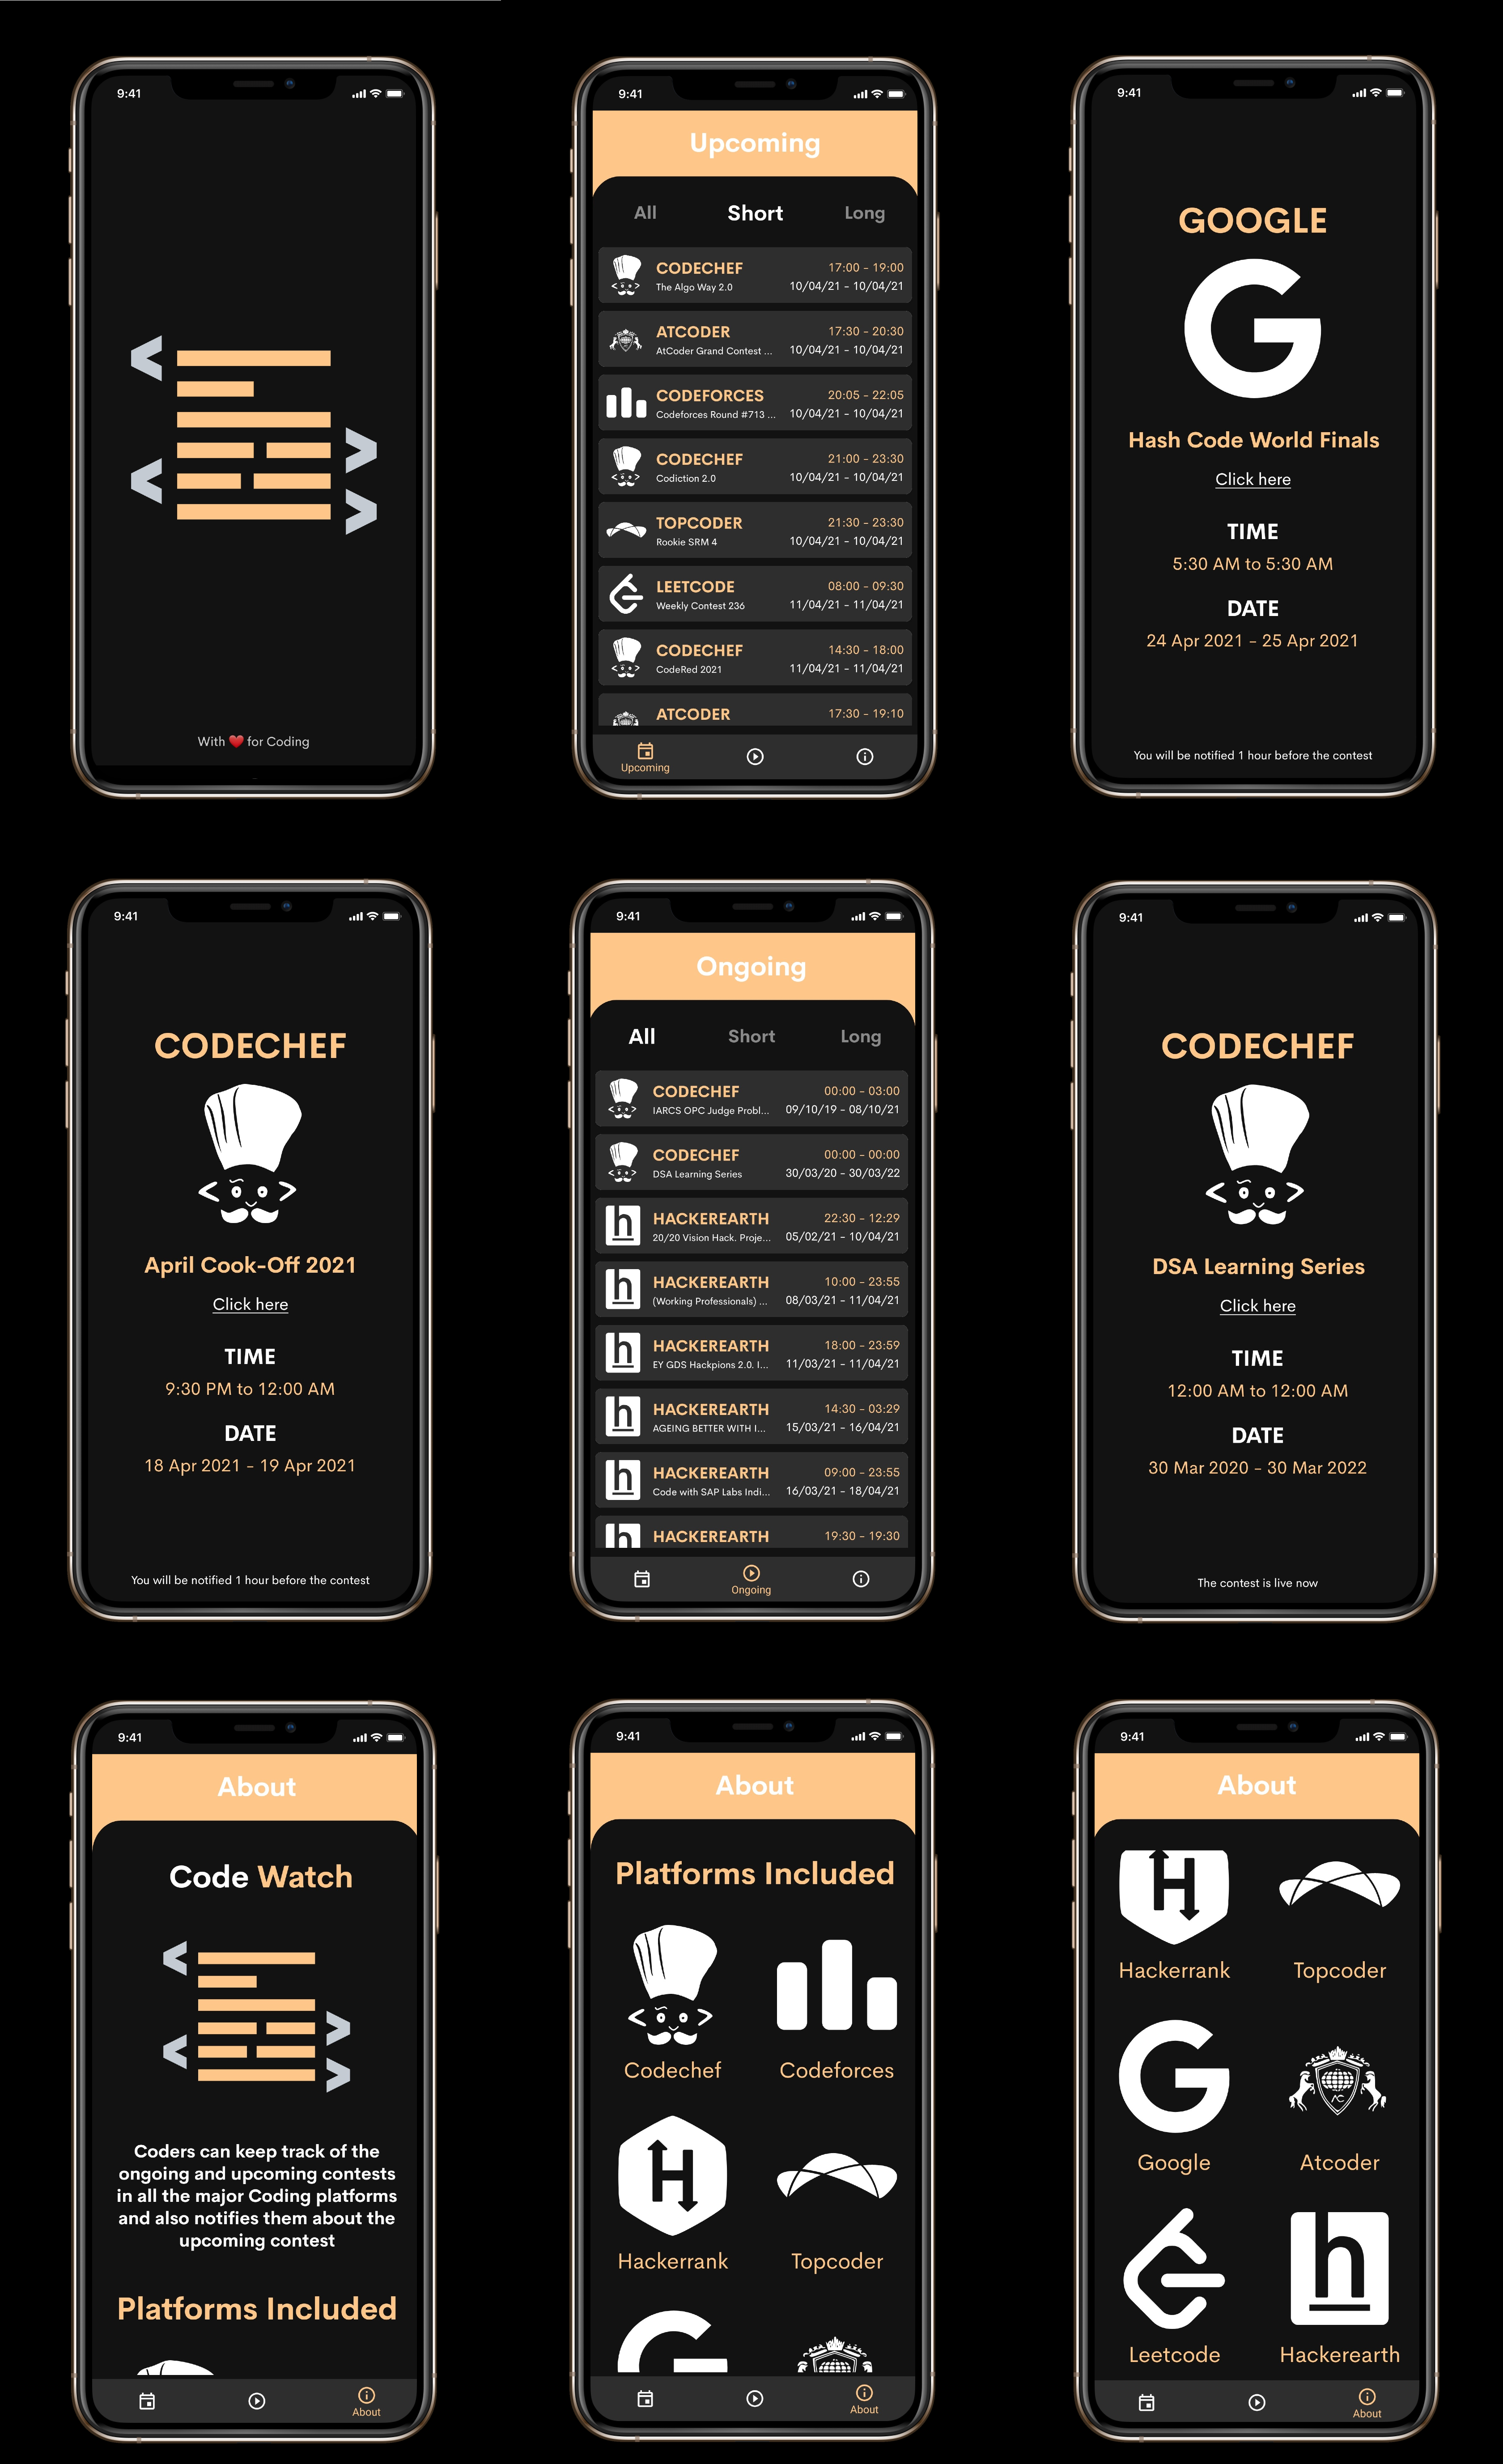 9:41
With ❤️ for Coding
9:41
Upcoming
All Short Long
CODECHEF 17:00 - 19:00
The Algo Way 2.0 10/04/21 - 10/04/21
ATCODER 17:30 - 20:30
AtCoder Grand Contest ... 10/04/21 - 10/04/21
CODEFORCES 20:05 - 22:05
Codeforces Round #713 ... 10/04/21 - 10/04/21
CODECHEF 21:00 - 23:30
Codiction 2.0 10/04/21 - 10/04/21
TOPCODER 21:30 - 23:30
Rookie SRM 4 10/04/21 - 10/04/21
LEETCODE 08:00 - 09:30
Weekly Contest 236 11/04/21 - 11/04/21
CODECHEF 14:30 - 18:00
CodeRed 2021 11/04/21 - 11/04/21
ATCODER 17:30 - 19:10
Upcoming
9:41
GOOGLE
G
Hash Code World Finals
Click here
TIME
5:30 AM to 5:30 AM
DATE
24 Apr 2021 - 25 Apr 2021
You will be notified 1 hour before the contest
9:41
CODECHEF
April Cook-Off 2021
Click here
TIME
9:30 PM to 12:00 AM
DATE
18 Apr 2021 - 19 Apr 2021
You will be notified 1 hour before the contest
9:41
Ongoing
All Short Long
CODECHEF 00:00 - 03:00
IARCS OPC Judge Probl... 09/10/19 - 08/10/21
CODECHEF 00:00 - 00:00
DSA Learning Series 30/03/20 - 30/03/22
h HACKEREARTH 22:30 - 12:29
20/20 Vision Hack. Proje... 05/02/21 - 10/04/21
h HACKEREARTH 10:00 - 23:55
(Working Professionals) ... 08/03/21 - 11/04/21
h HACKEREARTH 18:00 - 23:59
EY GDS Hackpions 2.0. I... 11/03/21 - 11/04/21
h HACKEREARTH 14:30 - 03:29
AGEING BETTER WITH I... 15/03/21 - 16/04/21
h HACKEREARTH 09:00 - 23:55
Code with SAP Labs Indi... 16/03/21 - 18/04/21
h HACKEREARTH 19:30 - 19:30
Ongoing
9:41
CODECHEF
DSA Learning Series
Click here
TIME
12:00 AM to 12:00 AM
DATE
30 Mar 2020 - 30 Mar 2022
The contest is live now
9:41
About
Code Watch
Coders can keep track of the
ongoing and upcoming contests
in all the major Coding platforms
and also notifies them about the
upcoming contest
Platforms Included
About
9:41
About
Platforms Included
Codechef Codeforces
H
Hackerrank Topcoder
About
9:41
About
H
Hackerrank Topcoder
G AC
Google Atcoder
h
Leetcode Hackerearth
About